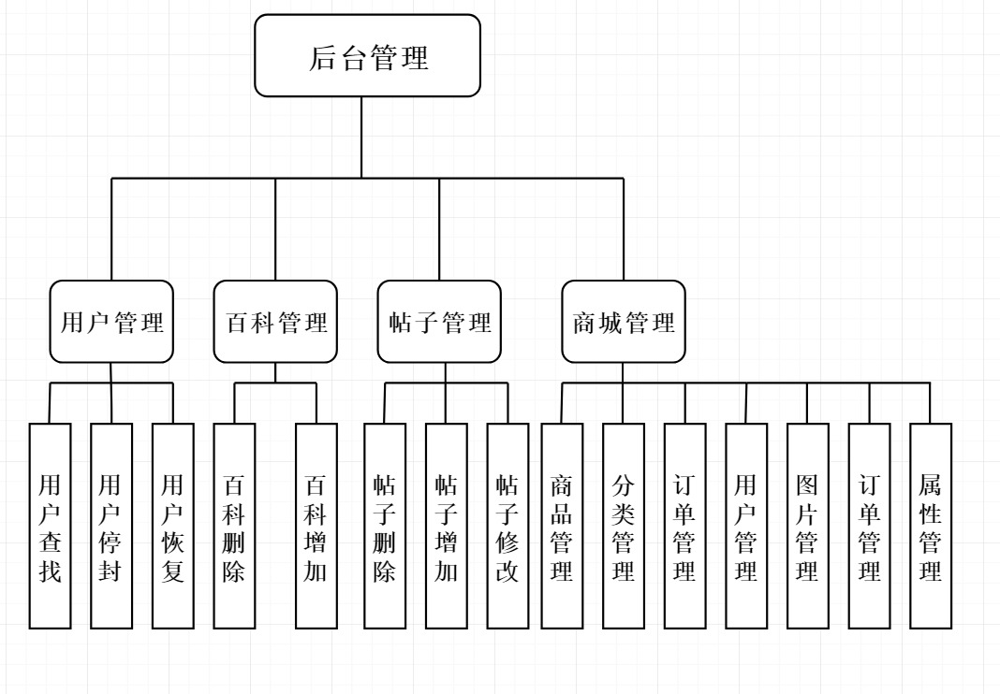 后台管理
用户管理
百科管理
帖子管理
商城管理
用户查找
用户停封
用户恢复
百科删除
百科增加
帖子删除
帖子增加
帖子修改
商品管理
分类管理
订单管理
用户管理
图片管理
订单管理
属性管理